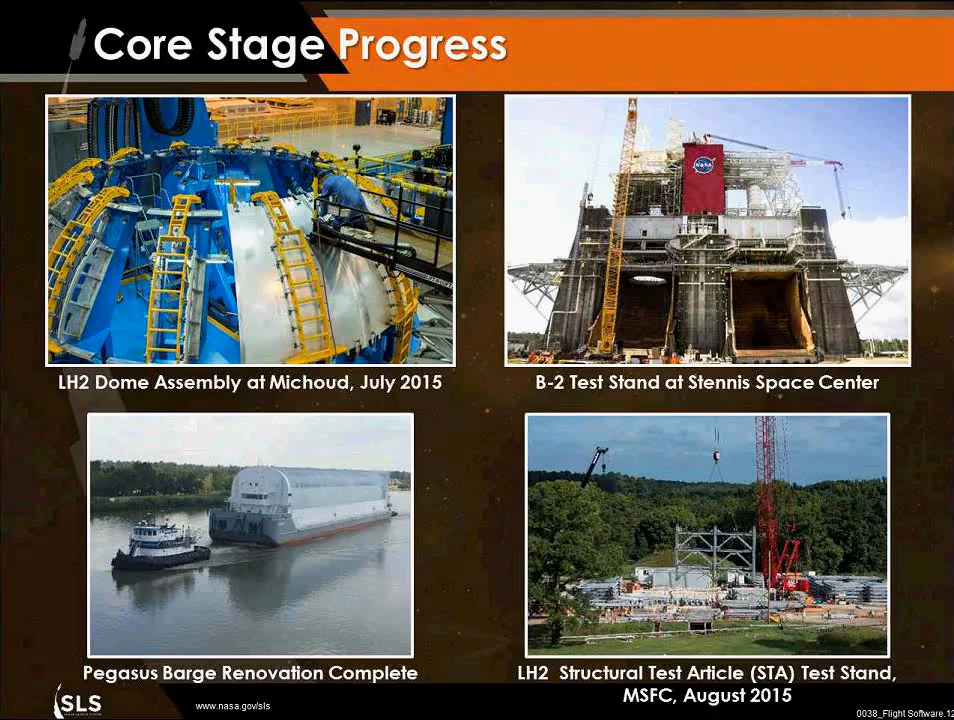 Core Stage Progress
NASA
LH2 Dome Assembly at Michoud, July 2015
B-2 Test Stand at Stennis Space Center
Pegasus Barge Renovation Complete
LH2 Structural Test Article (STA) Test Stand,
MSFC, August 2015
SLS
www.nasa.gov/sls
0038_Flight Software.12